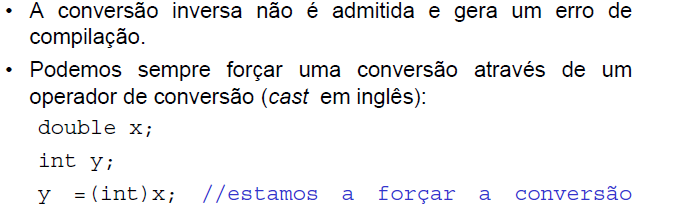 • A conversão inversa não é admitida e gera um erro de
compilação.
• Podemos sempre forçar uma conversão através de um
operador de conversão (cast em inglês):
double x;
int y;
y =(int)x; //estamos a forçar a conversão